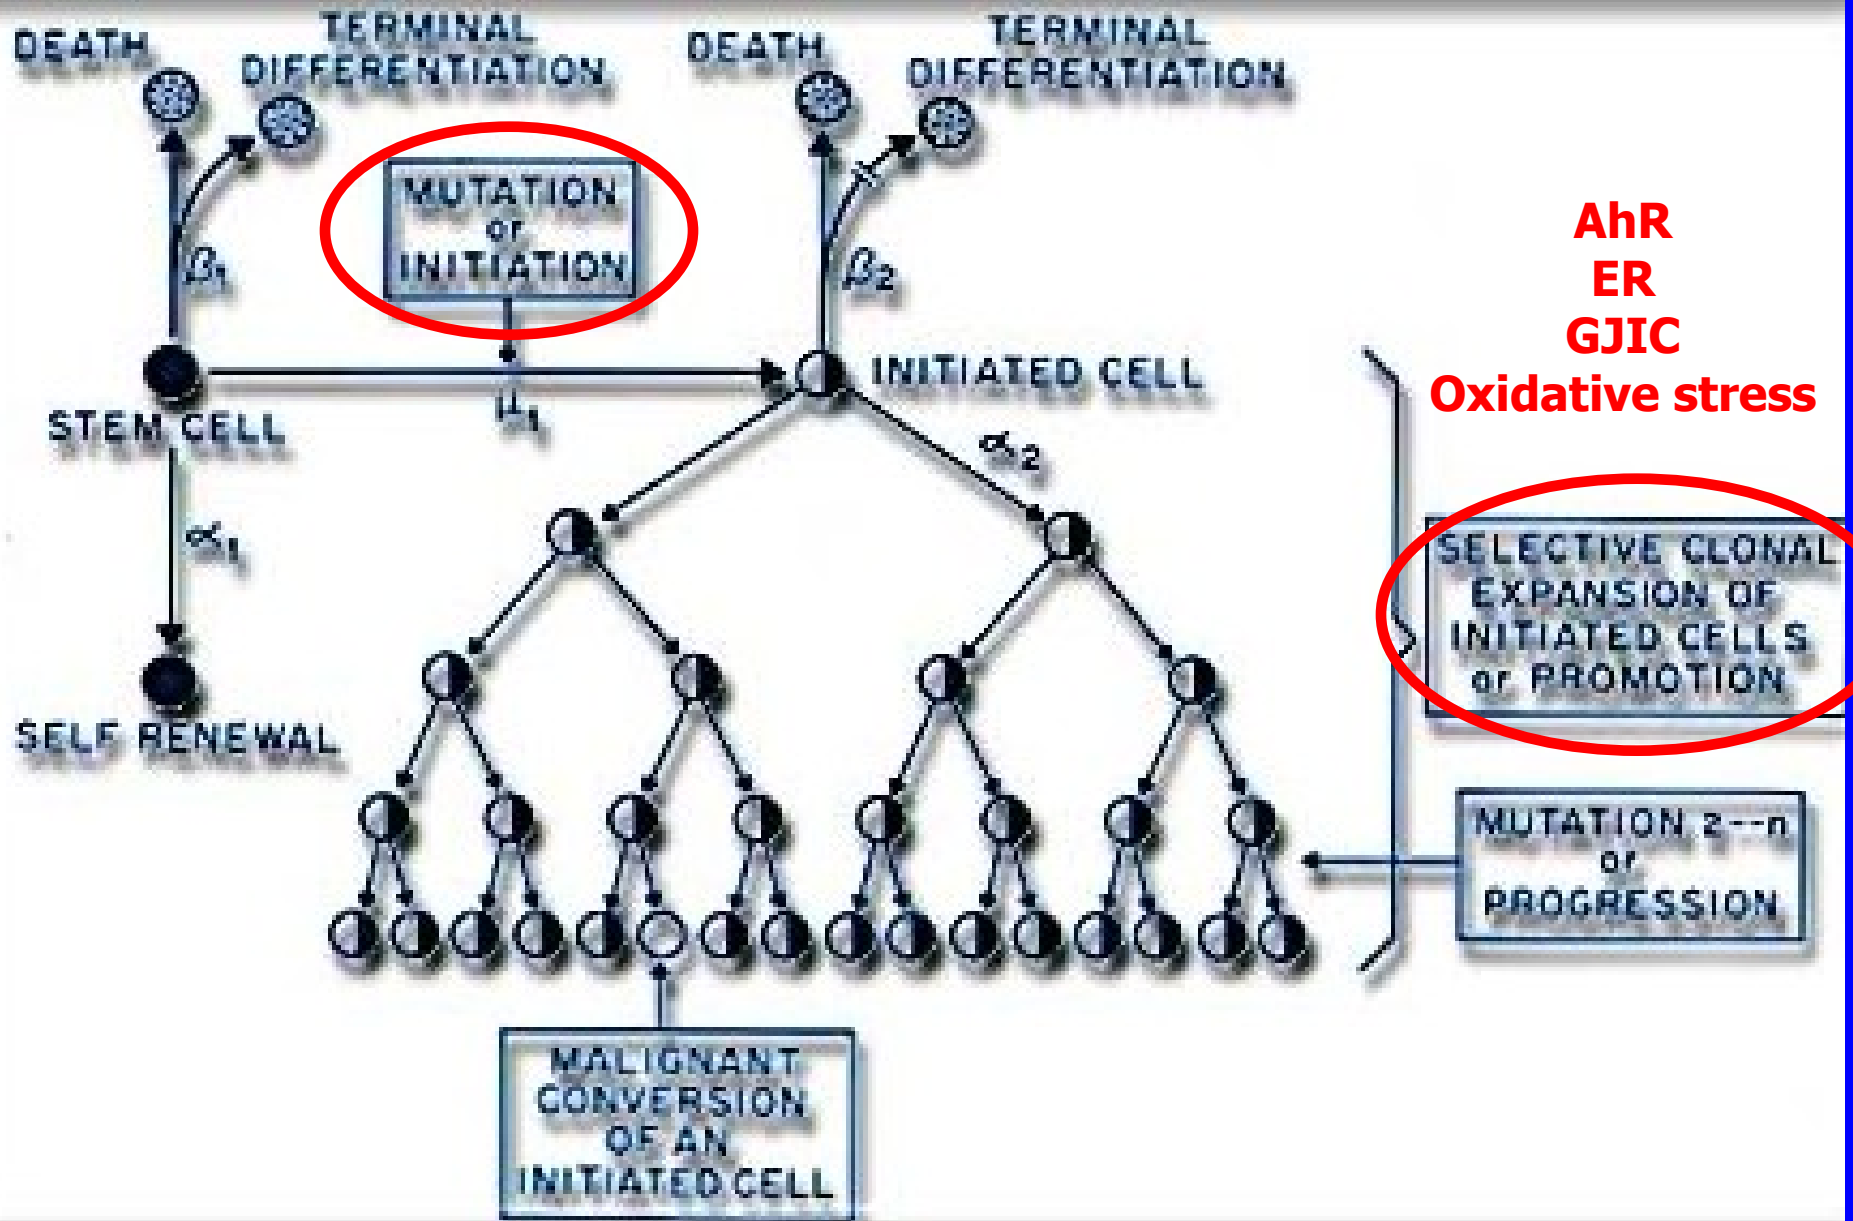 DEATH
TERMINAL
DIFFERENTIATION
DEATH
TERMINAL
DIFFERENTIATION
MUTATION
or
INITIATION
β₁
β₂
AhR
ER
GJIC
Oxidative stress
STEM CELL
μ₁
INITIATED CELL
α₂
α₁
SELF RENEWAL
SELECTIVE CLONAL
EXPANSION OF
INITIATED CELLS
or PROMOTION
MUTATION 2--n
or
PROGRESSION
MALIGNANT
CONVERSION
OF AN
INITIATED CELL